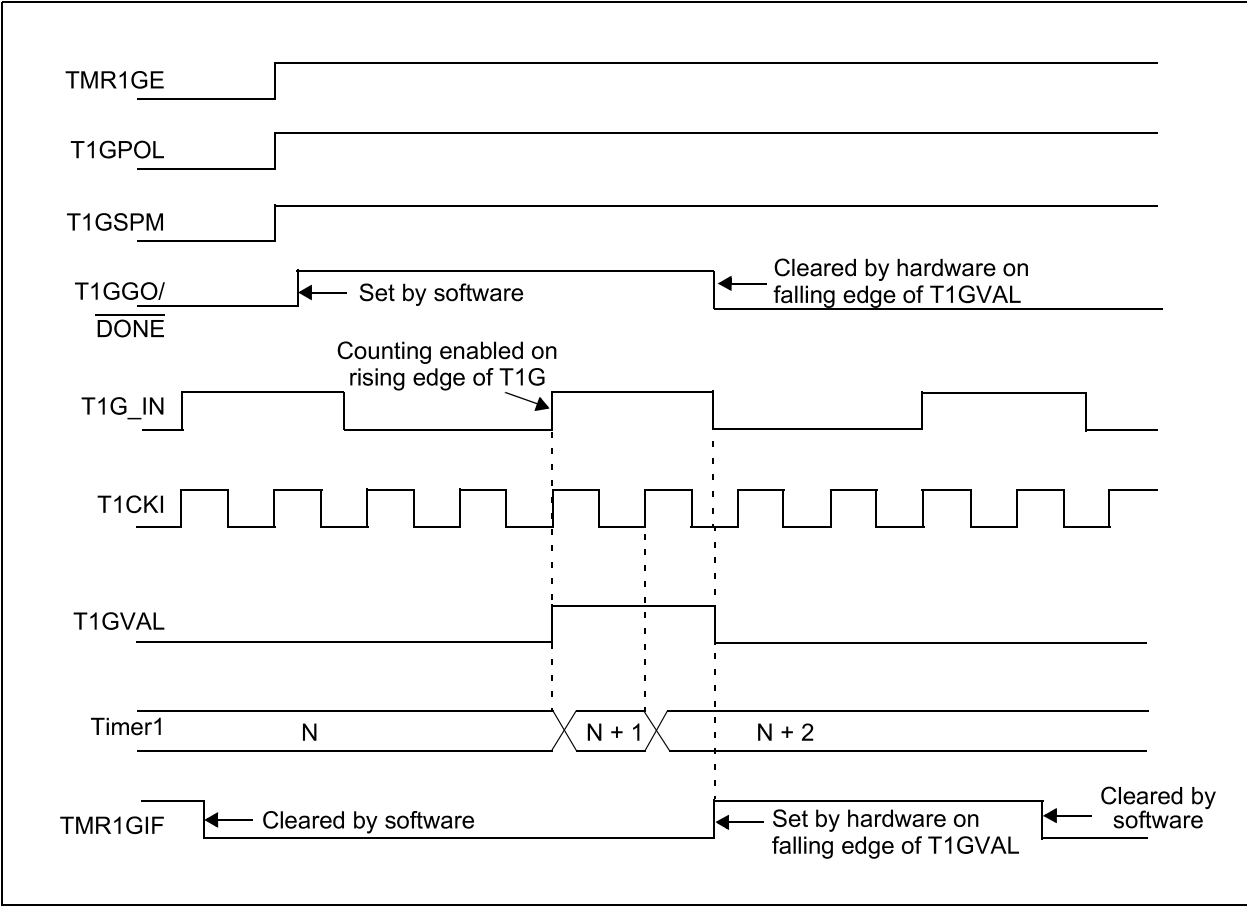 TMR1GE
T1GPOL
T1GSPM
T1GGO/
DONE
Set by software
Cleared by hardware on
falling edge of T1GVAL
Counting enabled on
rising edge of T1G
T1G_IN
T1CKI
T1GVAL
Timer1
N
N + 1
N + 2
TMR1GIF
Cleared by software
Set by hardware on
falling edge of T1GVAL
Cleared by
software